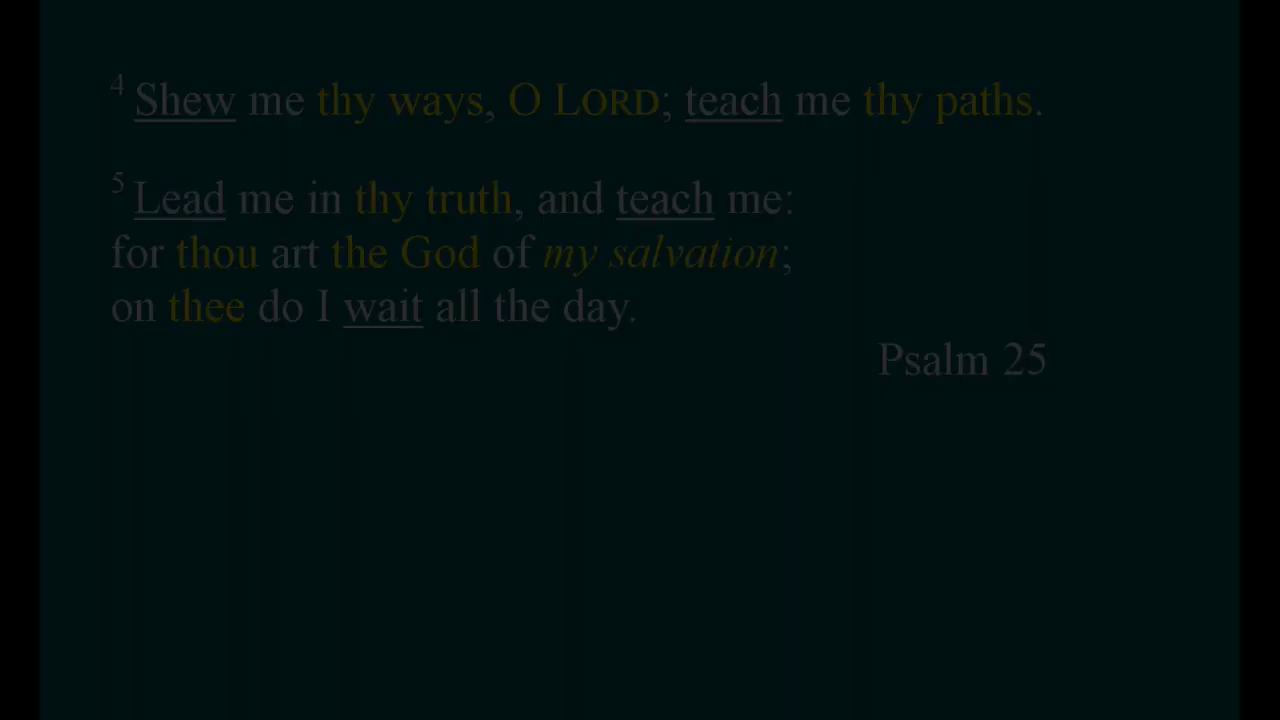 4 Shew me thy ways, O LORD; teach me thy paths.
5 Lead me in thy truth, and teach me:
for thou art the God of my salvation;
on thee do I wait all the day.
Psalm 25